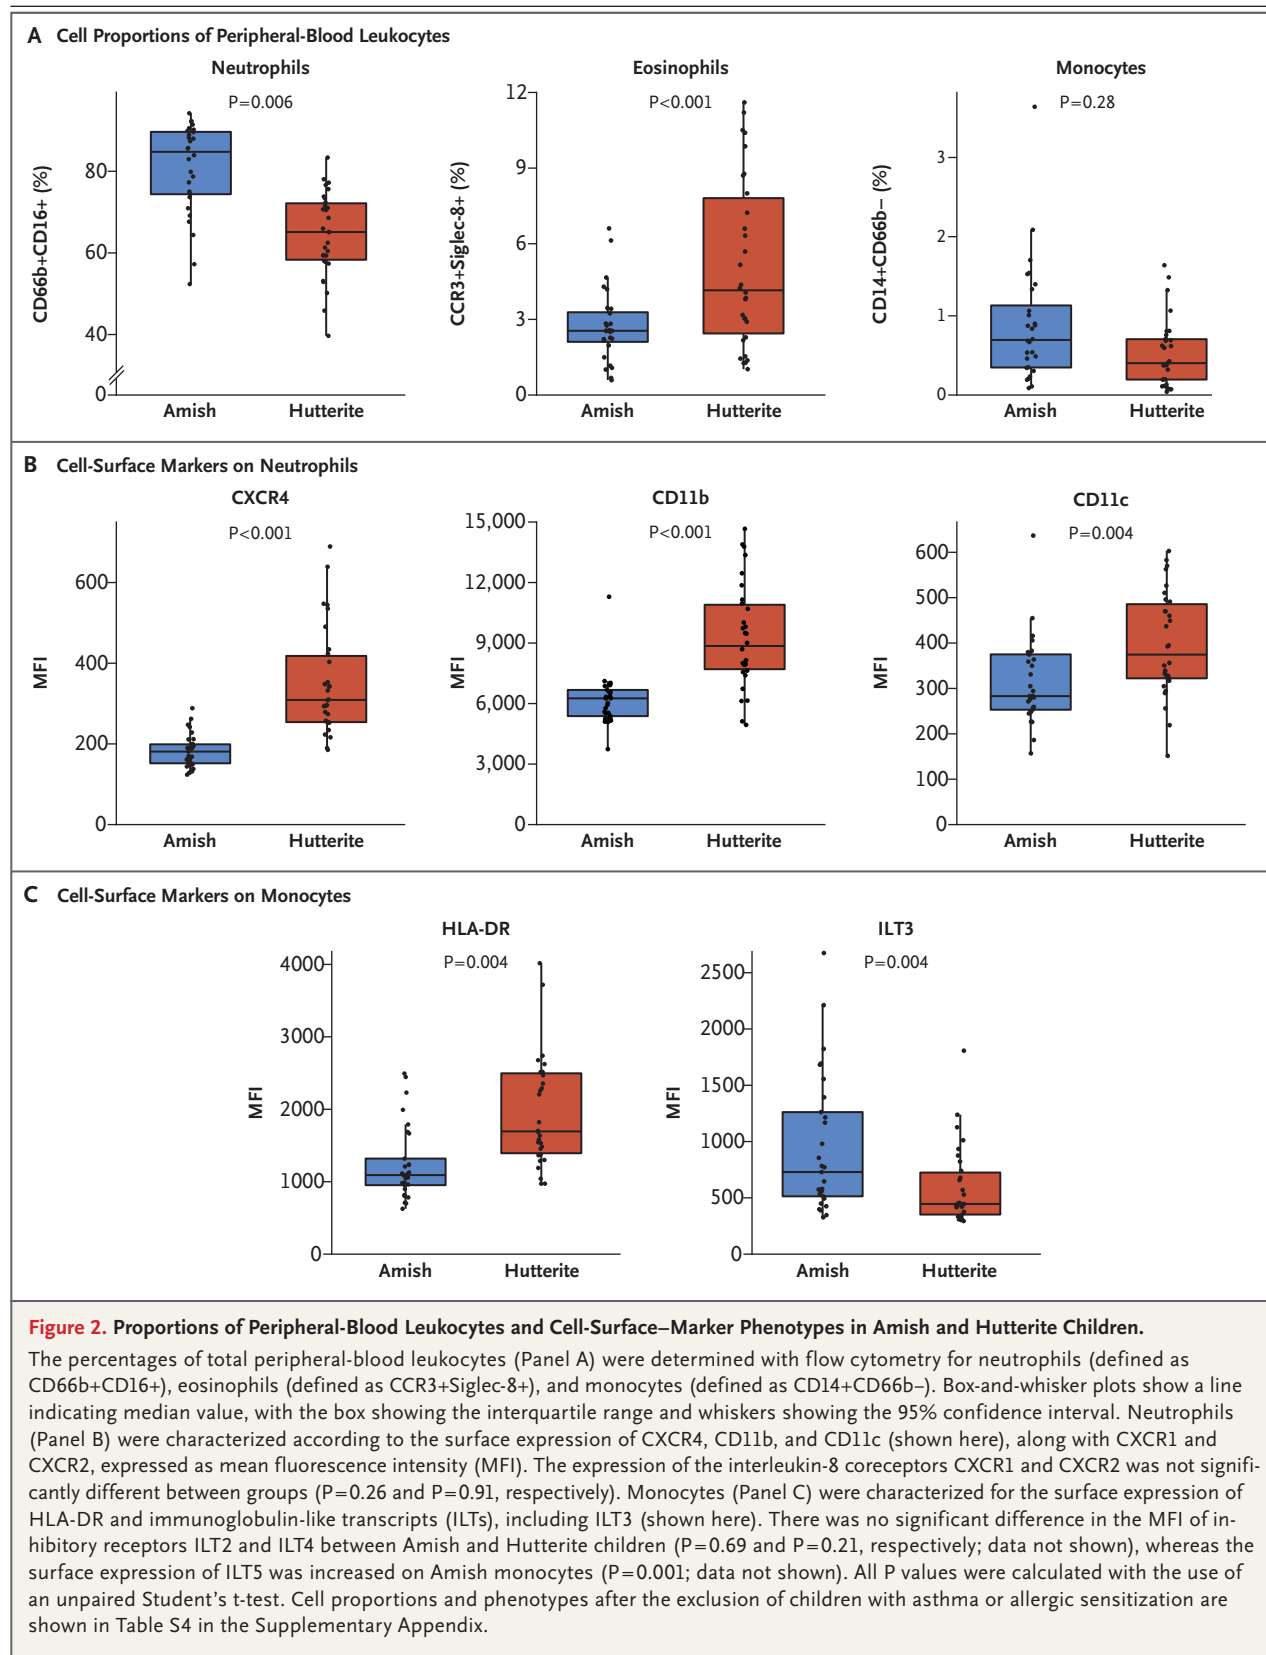 A Cell Proportions of Peripheral-Blood Leukocytes
Neutrophils
P=0.006
CD66b+CD16+ (%)
80
60
40
0
Amish Hutterite
Eosinophils
P<0.001
CCR3+Siglec-8+ (%)
12
9
6
3
0
Amish Hutterite
Monocytes
P=0.28
CD14+CD66b− (%)
3
2
1
0
Amish Hutterite
B Cell-Surface Markers on Neutrophils
CXCR4
P<0.001
MFI
600
400
200
0
Amish Hutterite
CD11b
P<0.001
MFI
15,000
12,000
9,000
6,000
3,000
0
Amish Hutterite
CD11c
P=0.004
MFI
600
500
400
300
200
100
0
Amish Hutterite
C Cell-Surface Markers on Monocytes
HLA-DR
P=0.004
MFI
4000
3000
2000
1000
0
Amish Hutterite
ILT3
P=0.004
MFI
2500
2000
1500
1000
500
0
Amish Hutterite
Figure 2. Proportions of Peripheral-Blood Leukocytes and Cell-Surface–Marker Phenotypes in Amish and Hutterite Children.
The percentages of total peripheral-blood leukocytes (Panel A) were determined with flow cytometry for neutrophils (defined as
CD66b+CD16+), eosinophils (defined as CCR3+Siglec-8+), and monocytes (defined as CD14+CD66b−). Box-and-whisker plots show a line
indicating median value, with the box showing the interquartile range and whiskers showing the 95% confidence interval. Neutrophils
(Panel B) were characterized according to the surface expression of CXCR4, CD11b, and CD11c (shown here), along with CXCR1 and
CXCR2, expressed as mean fluorescence intensity (MFI). The expression of the interleukin-8 coreceptors CXCR1 and CXCR2 was not signifi-
cantly different between groups (P=0.26 and P=0.91, respectively). Monocytes (Panel C) were characterized for the surface expression of
HLA-DR and immunoglobulin-like transcripts (ILTs), including ILT3 (shown here). There was no significant difference in the MFI of in-
hibitory receptors ILT2 and ILT4 between Amish and Hutterite children (P=0.69 and P=0.21, respectively; data not shown), whereas the
surface expression of ILT5 was increased on Amish monocytes (P=0.001; data not shown). All P values were calculated with the use of
an unpaired Student’s t-test. Cell proportions and phenotypes after the exclusion of children with asthma or allergic sensitization are
shown in Table S4 in the Supplementary Appendix.